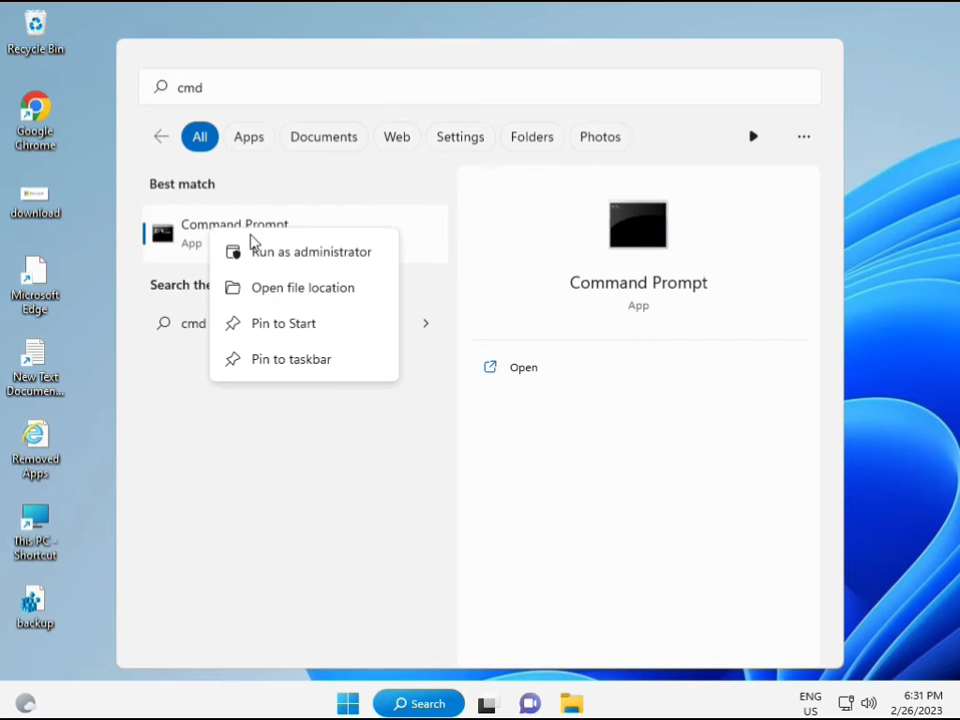 Recycle Bin
Google
Chrome
download
Microsoft
Edge
New Text
Documen...
Removed
Apps
This PC -
Shortcut
backup
cmd
All
Apps
Documents
Web
Settings
Folders
Photos
...
Best match
Command Prompt
App
Search the
cmd
Run as administrator
Open file location
Pin to Start
Pin to taskbar
Command Prompt
App
Open
Search
ENG
US
6:31 PM
2/26/2023